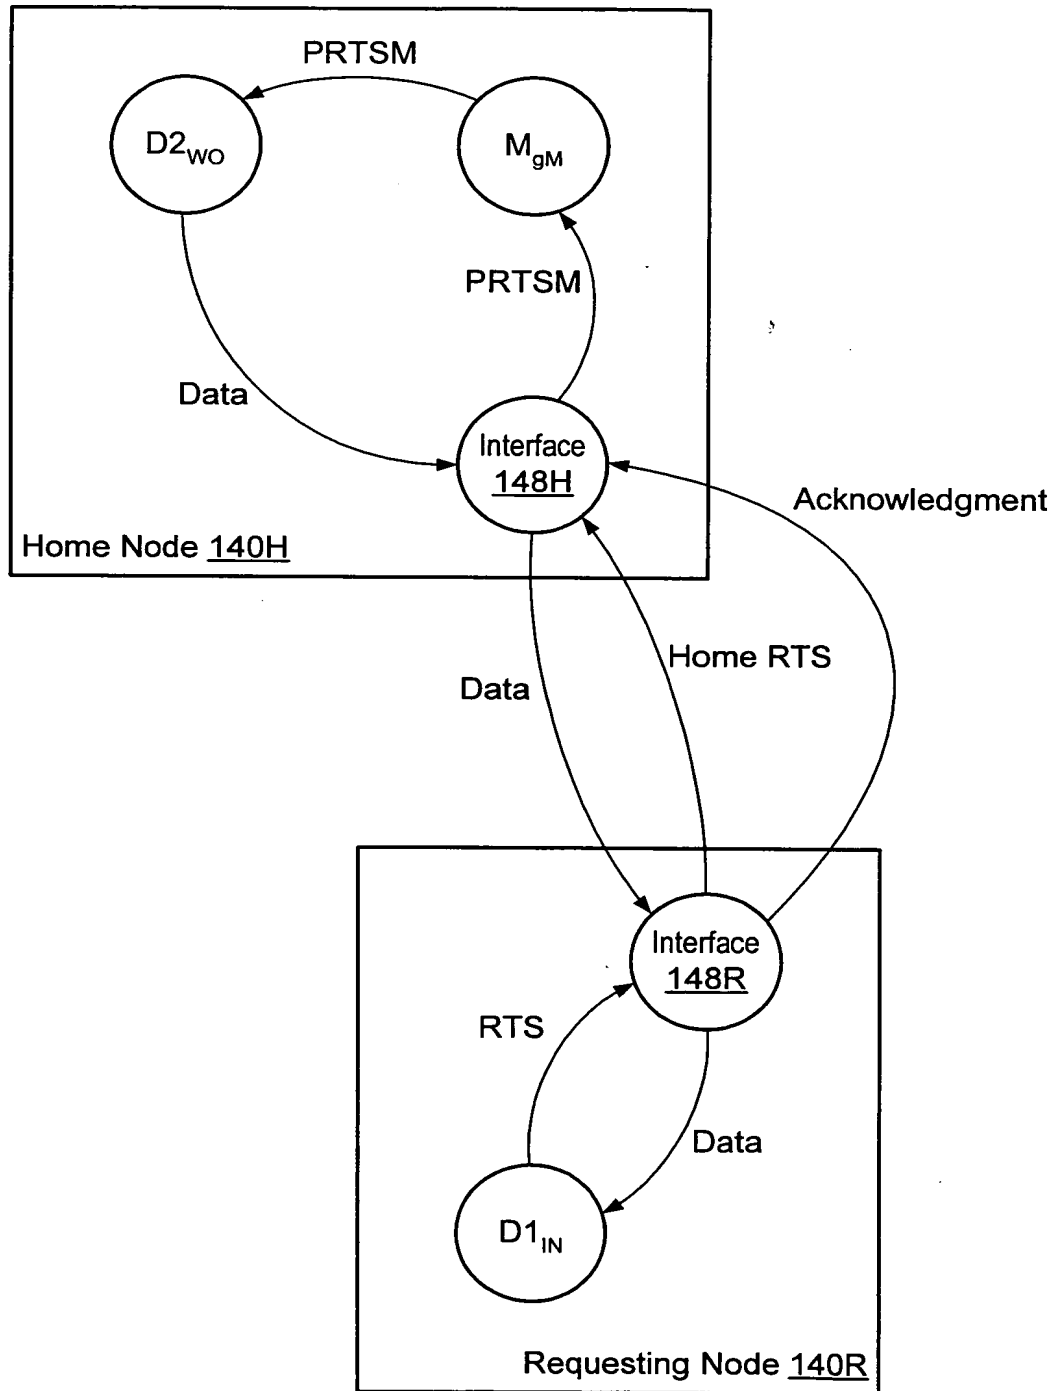 PRTSM
D2WO
MgM
PRTSM
Data
Interface
148H
Acknowledgment
Home Node 140H
Home RTS
Data
Interface
148R
RTS
Data
D1IN
Requesting Node 140R